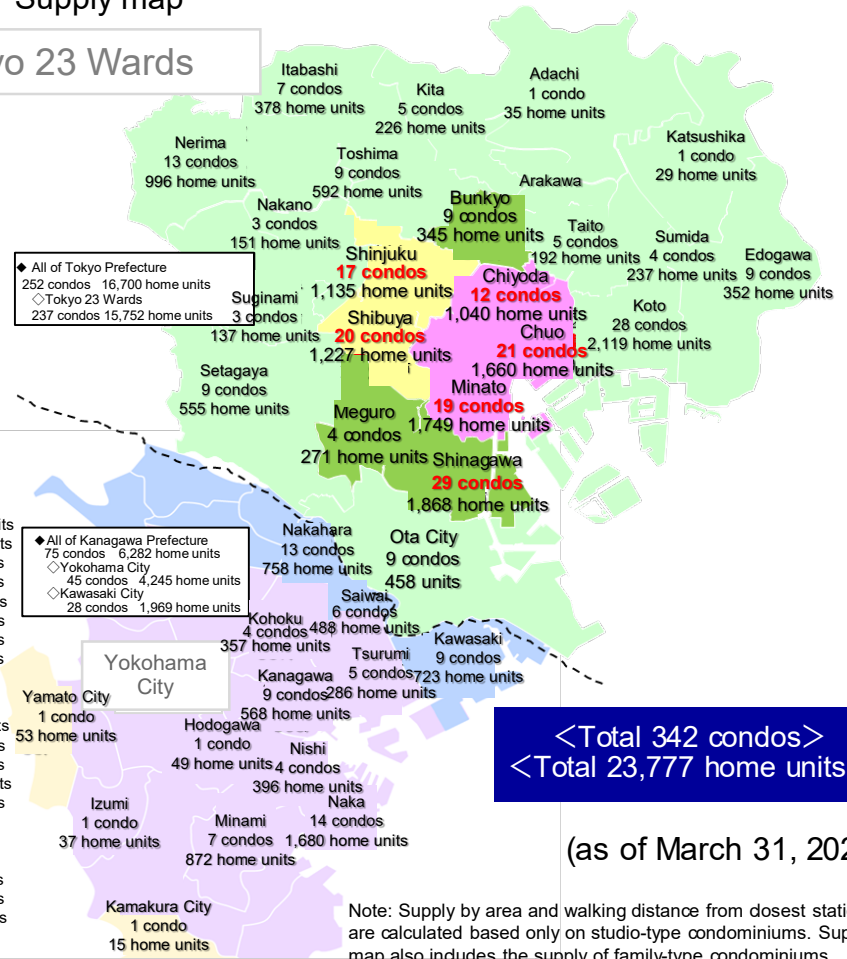 Supply map
23 Wards
Itabashi
7 condos
378 home units
Kita
5 condos
226 home units
Adachi
1 condo
35 home units
Nerima
13 condos
996 home units
Toshima
9 condos
592 home units
Katsushika
1 condo
29 home units
Arakawa
Nakano
3 condos
151 home units
Bunkyo
9 condos
345 home units
Taito
5 condos
192 home units
Sumida
4 condos
237 home units
Edogawa
9 condos
352 home units
◆ All of Tokyo Prefecture
252 condos 16,700 home units
◇Tokyo 23 Wards
237 condos 15,752 home units
Shinjuku
17 condos
1,135 home units
Chiyoda
12 condos
1,040 home units
Suginami
3 condos
137 home units
Shibuya
20 condos
1,227 home units
Chuo
21 condos
1,660 home units
Koto
28 condos
2,119 home units
Setagaya
9 condos
555 home units
Minato
19 condos
1,749 home units
Meguro
4 condos
271 home units
Shinagawa
29 condos
1,868 home units
◆All of Kanagawa Prefecture
75 condos 6,282 home units
◇Yokohama City
45 condos 4,245 home units
◇Kawasaki City
28 condos 1,969 home units
Nakahara
13 condos
758 home units
Ota City
9 condos
458 units
Saiwai
6 condos
488 home units
Kohoku
4 condos
357 home units
Kawasaki
9 condos
723 home units
Yokohama
City
Tsurumi
5 condos
286 home units
Kanagawa
9 condos
568 home units
Yamato City
1 condo
53 home units
Hodogawa
1 condo
49 home units
Nishi
4 condos
396 home units
<Total 342 condos>
<Total 23,777 home units
Izumi
1 condo
37 home units
Minami
7 condos
872 home units
Naka
14 condos
1,680 home units
(as of March 31,
Kamakura City
1 condo
15 home units
Note: Supply by area and walking distance from closest
are calculated based only on studio-type condominiums.
map also includes the supply of family-type condominiums